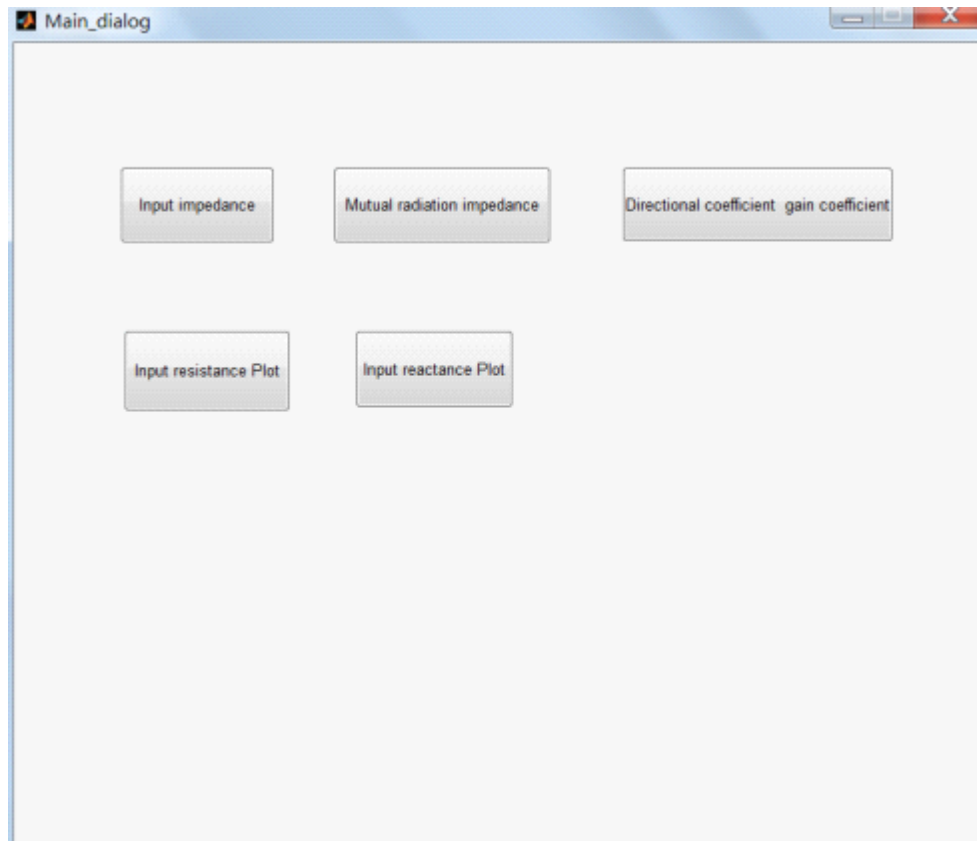 Main_dialog
Input impedance
Mutual radiation impedance
Directional coefficient  gain coefficient
Input resistance Plot
Input reactance Plot